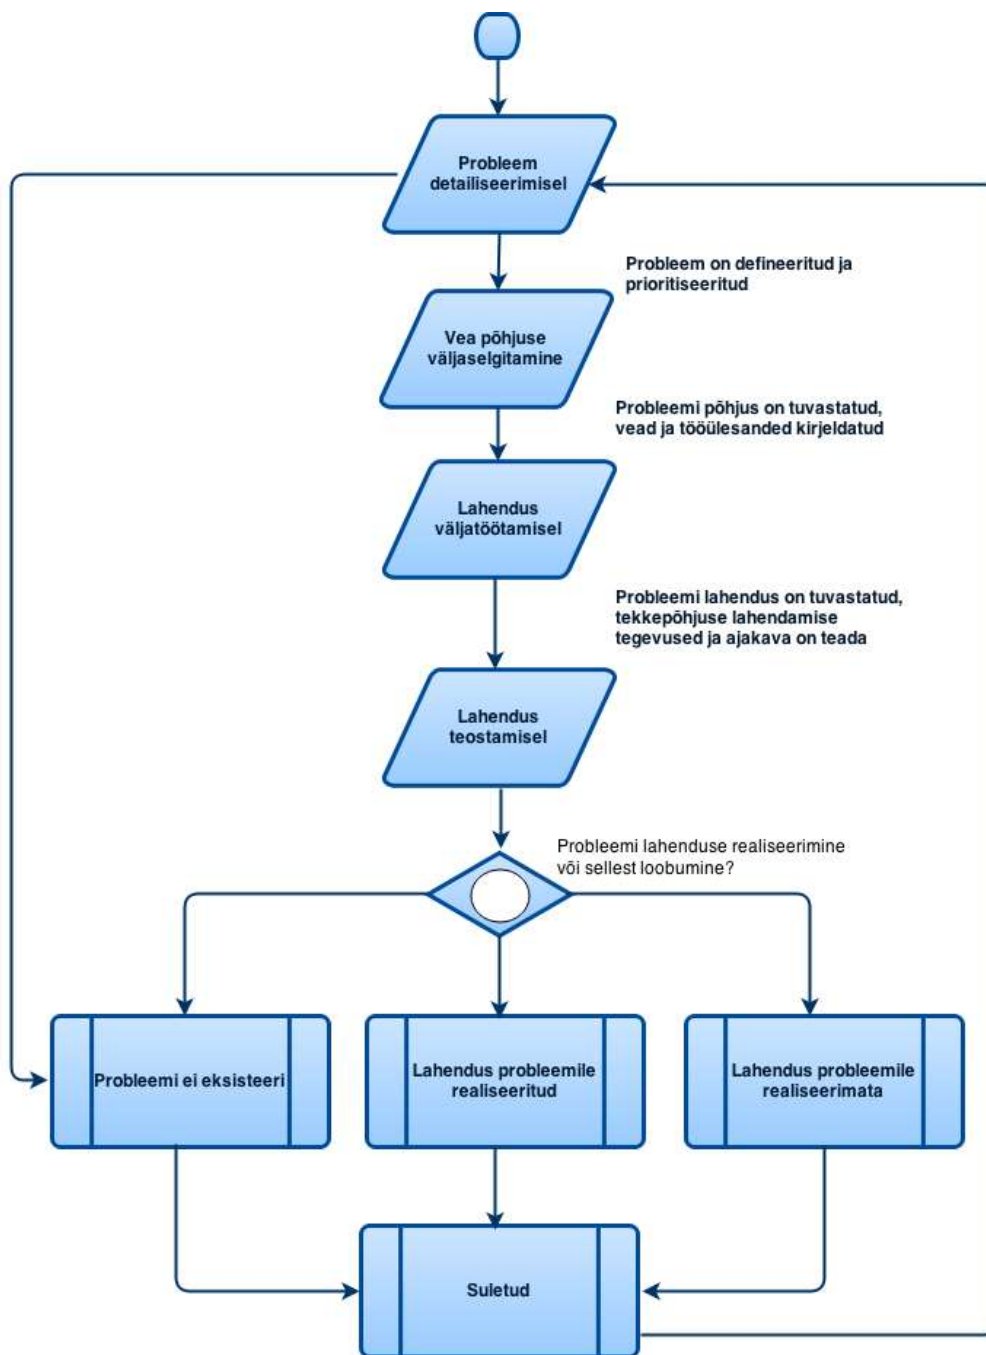 Probleem
detailiseerimisel
Probleem on defineeritud ja
prioritiseeritud
Vea põhjuse
väljaselgitamine
Probleemi põhjus on tuvastatud,
vead ja tööülesanded kirjeldatud
Lahendus
väljatöötamisel
Probleemi lahendus on tuvastatud,
tekkepõhjuse lahendamise
tegevused ja ajakava on teada
Lahendus
teostamisel
Probleemi lahenduse realiseerimine
või sellest loobumine?
Probleemi ei eksisteeri
Lahendus probleemile
realiseeritud
Lahendus probleemile
realiseerimata
Suletud